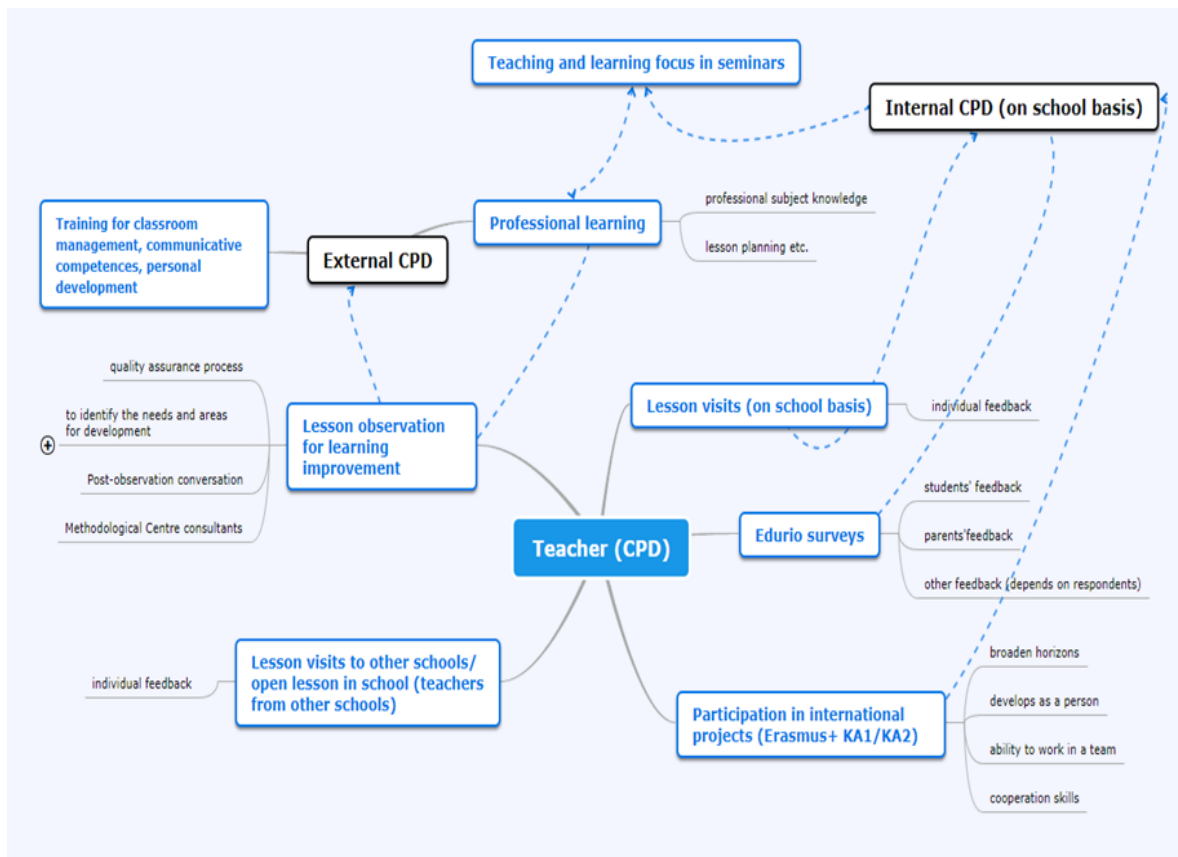 Teaching and learning focus in seminars
Internal CPD (on school basis)
Training for classroom
management, communicative
competences, personal
development
External CPD
Professional learning
professional subject knowledge
lesson planning etc.
quality assurance process
to identify the needs and areas
for development
Post-observation conversation
Methodological Centre consultants
Lesson observation
for learning
improvement
Lesson visits (on school basis)
individual feedback
Teacher (CPD)
Edurio surveys
students' feedback
parents'feedback
other feedback (depends on respondents)
individual feedback
Lesson visits to other schools/
open lesson in school (teachers
from other schools)
Participation in international
projects (Erasmus+ KA1/KA2)
broaden horizons
develops as a person
ability to work in a team
cooperation skills